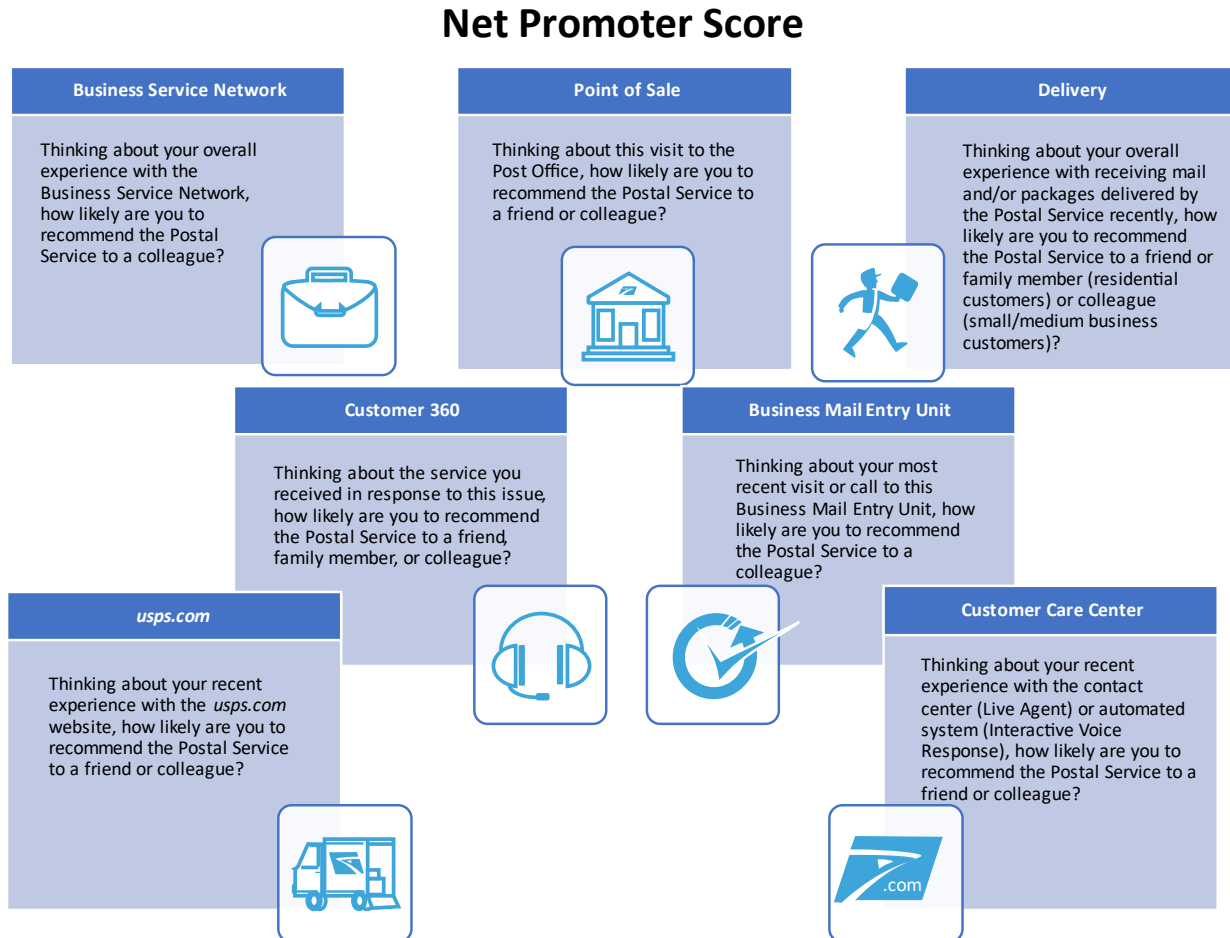 Net Promoter Score
Business Service Network
Thinking about your overall
experience with the
Business Service Network,
how likely are you to
recommend the Postal
Service to a colleague?
Point of Sale
Thinking about this visit to the
Post Office, how likely are you to
recommend the Postal Service to
a friend or colleague?
Delivery
Thinking about your overall
experience with receiving mail
and/or packages delivered by
the Postal Service recently, how
likely are you to recommend
the Postal Service to a friend or
family member (residential
customers) or colleague
(small/medium business
customers)?
Customer 360
Thinking about the service you
received in response to this issue,
how likely are you to recommend
the Postal Service to a friend,
family member, or colleague?
Business Mail Entry Unit
Thinking about your most
recent visit or call to this
Business Mail Entry Unit, how
likely are you to recommend
the Postal Service to a
colleague?
usps.com
Thinking about your recent
experience with the usps.com
website, how likely are you to
recommend the Postal Service
to a friend or colleague?
Customer Care Center
Thinking about your recent
experience with the contact
center (Live Agent) or automated
system (Interactive Voice
Response), how likely are you to
recommend the Postal Service to a
friend or colleague?
.com